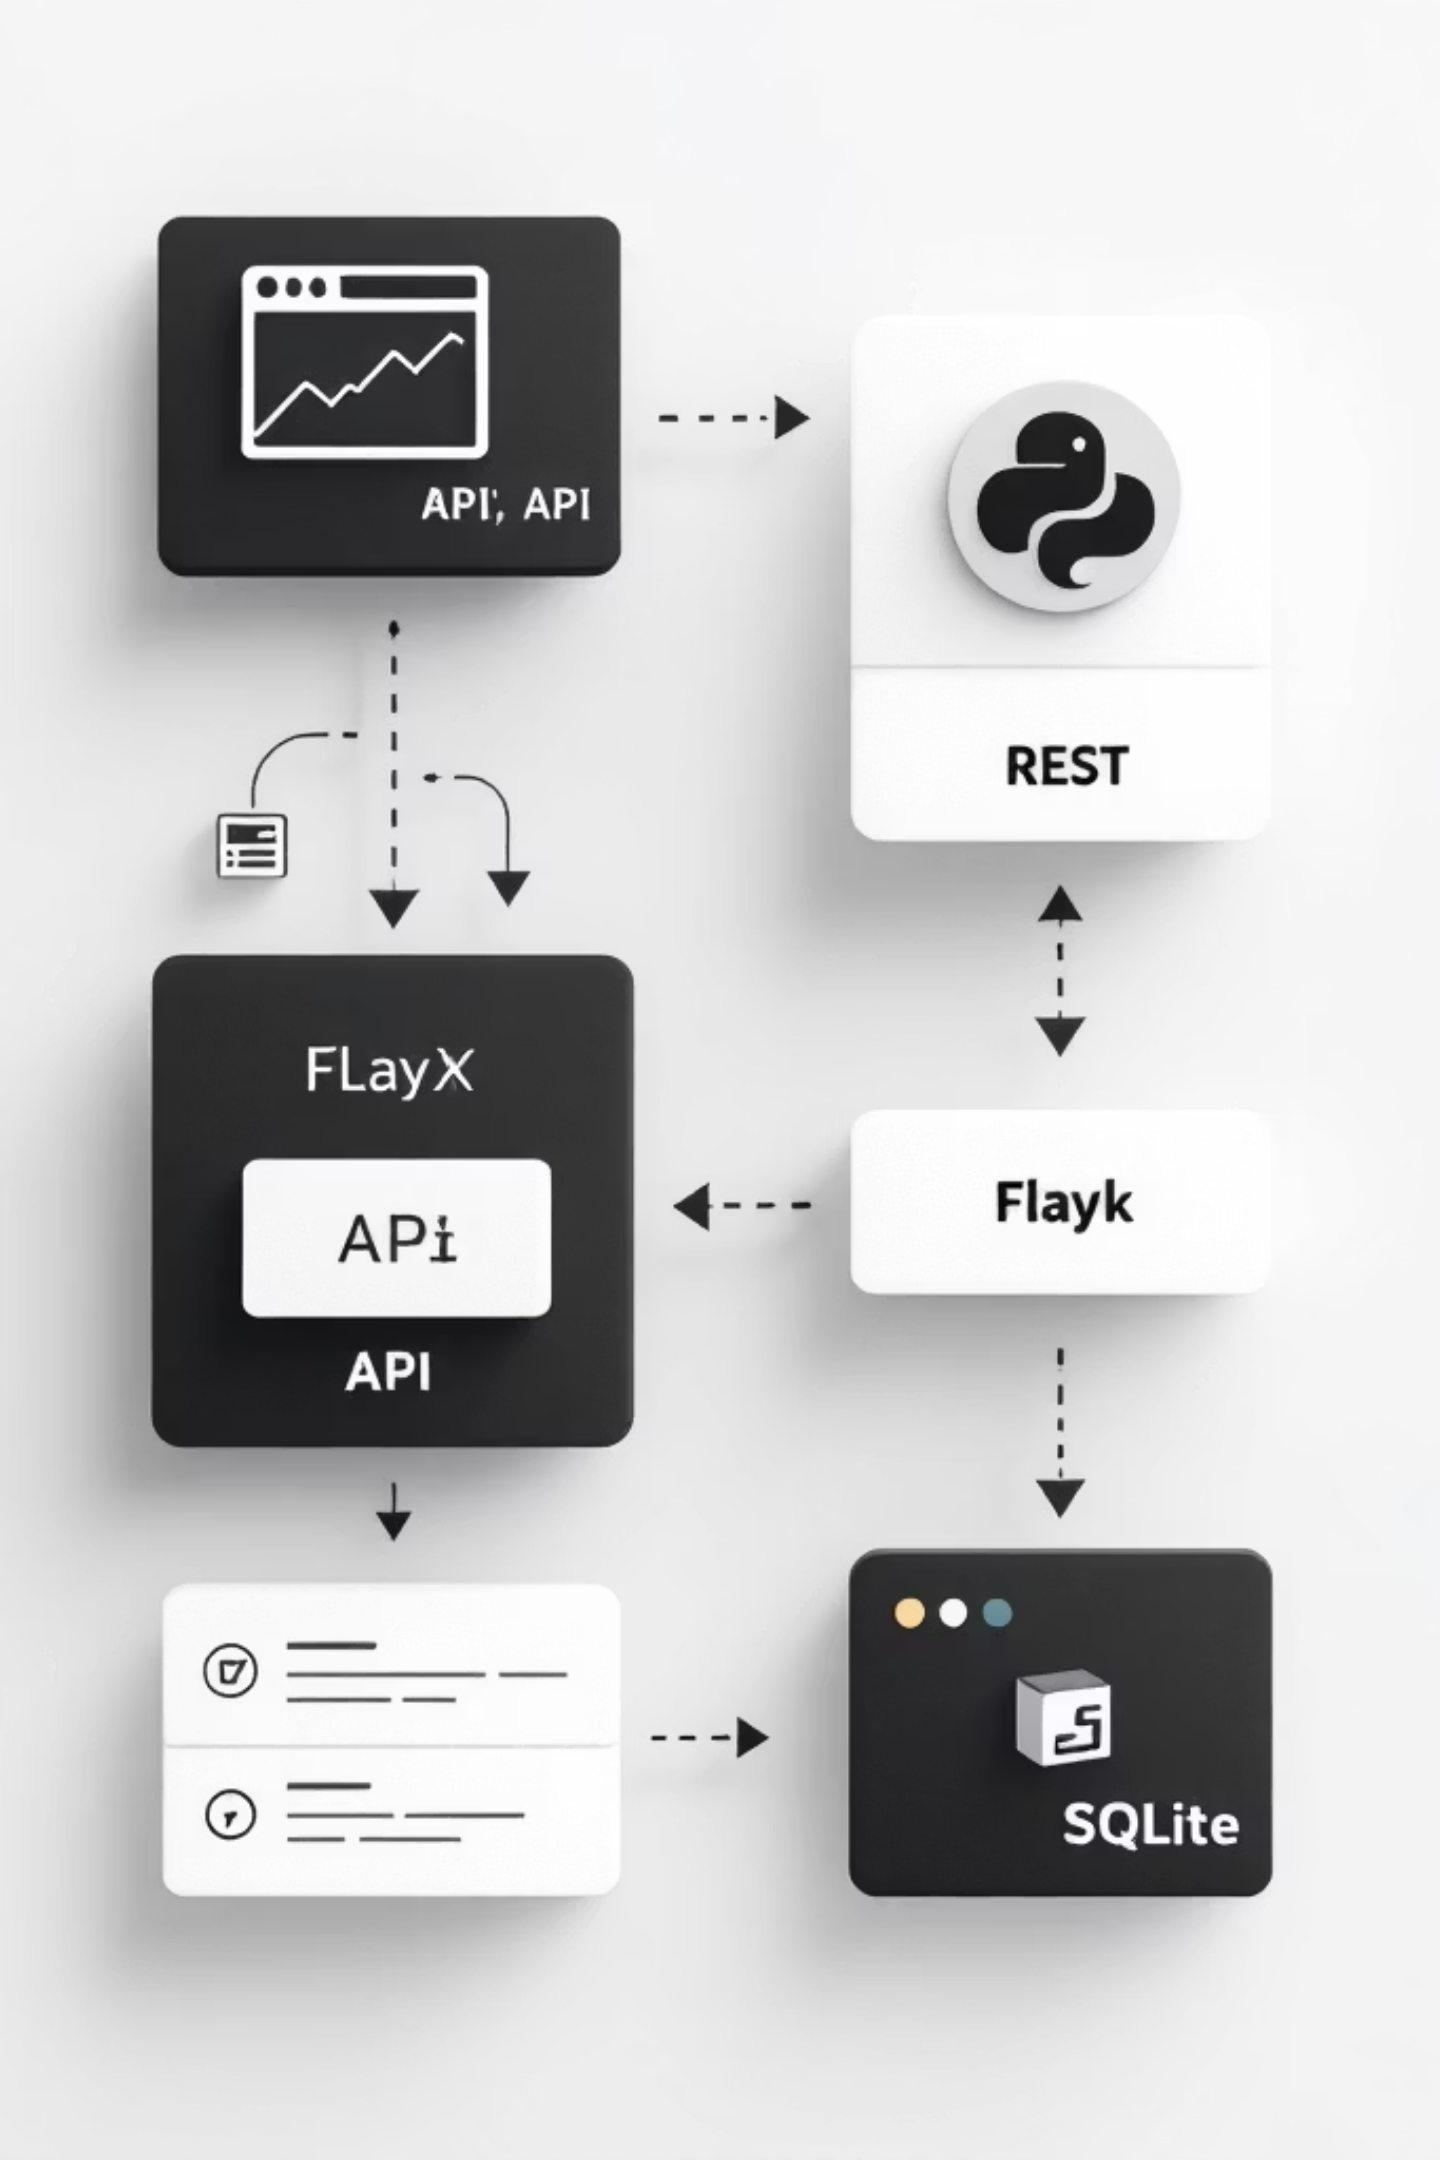 API', API
REST
FLayX
APi
API
Flayk
SQLite